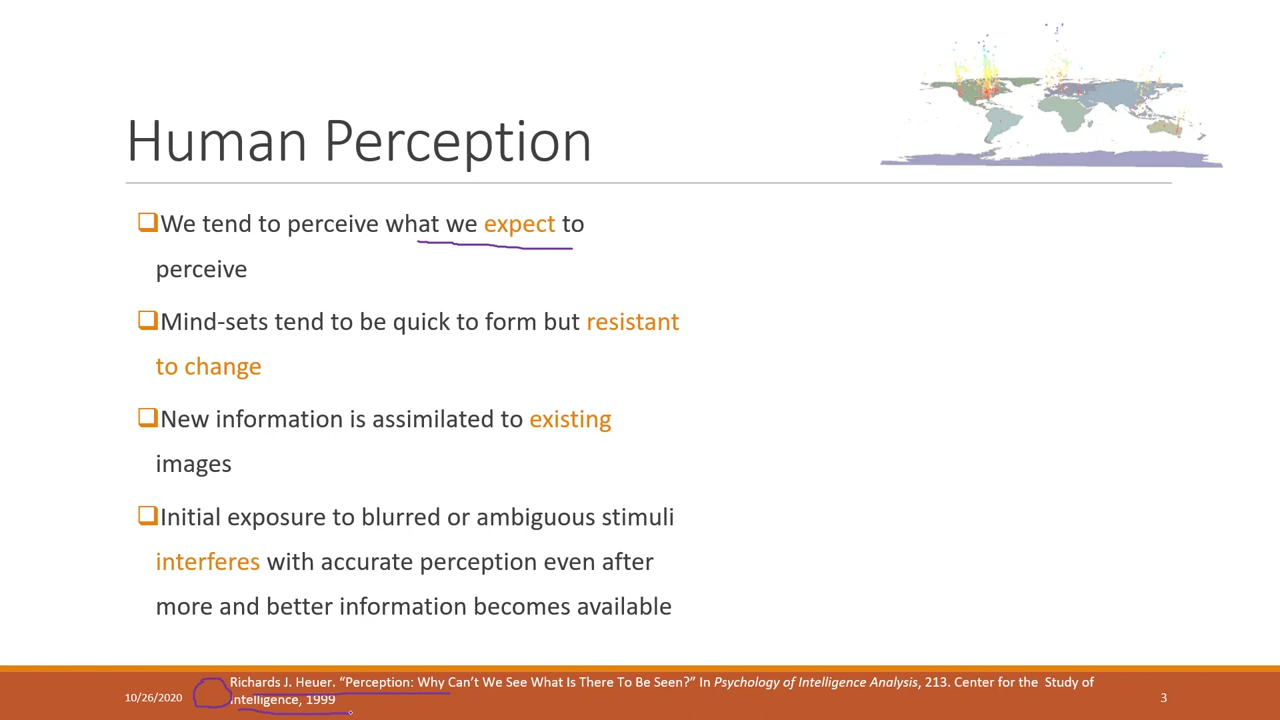 Human Perception
We tend to perceive what we expect to
perceive
Mind-sets tend to be quick to form but resistant
to change
New information is assimilated to existing
images
Initial exposure to blurred or ambiguous stimuli
interferes with accurate perception even after
more and better information becomes available
10/26/2020
Richards J. Heuer. “Perception: Why Can’t We See What Is There To Be Seen?” In Psychology of Intelligence Analysis, 213. Center for the Study of
Intelligence, 1999
3